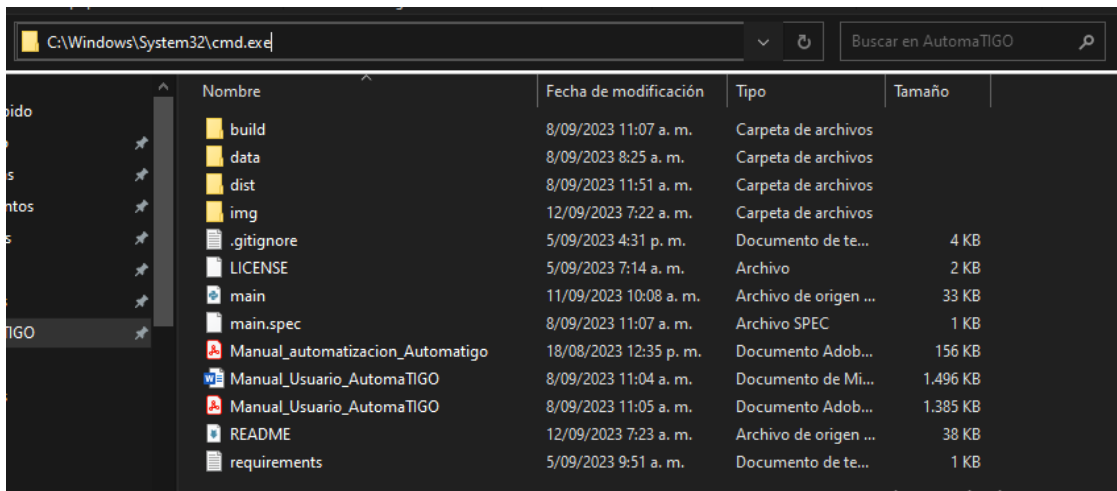 C:\Windows\System32\cmd.exe Buscar en AutomaTIGO
Nombre Fecha de modificación Tipo Tamaño
build 8/09/2023 11:07 a. m. Carpeta de archivos
data 8/09/2023 8:25 a. m. Carpeta de archivos
dist 8/09/2023 11:51 a. m. Carpeta de archivos
img 12/09/2023 7:22 a. m. Carpeta de archivos
.gitignore 5/09/2023 4:31 p. m. Documento de te... 4 KB
LICENSE 5/09/2023 7:14 a. m. Archivo 2 KB
main 11/09/2023 10:08 a. m. Archivo de origen ... 33 KB
main.spec 8/09/2023 11:07 a. m. Archivo SPEC 1 KB
TIGO Manual_automatizacion_Automatigo 18/08/2023 12:35 p. m. Documento Adob... 156 KB
Manual_Usuario_AutomaTIGO 8/09/2023 11:04 a. m. Documento de Mi... 1.496 KB
Manual_Usuario_AutomaTIGO 8/09/2023 11:05 a. m. Documento Adob... 1.385 KB
README 12/09/2023 7:23 a. m. Archivo de origen ... 38 KB
requirements 5/09/2023 9:51 a. m. Documento de te... 1 KB